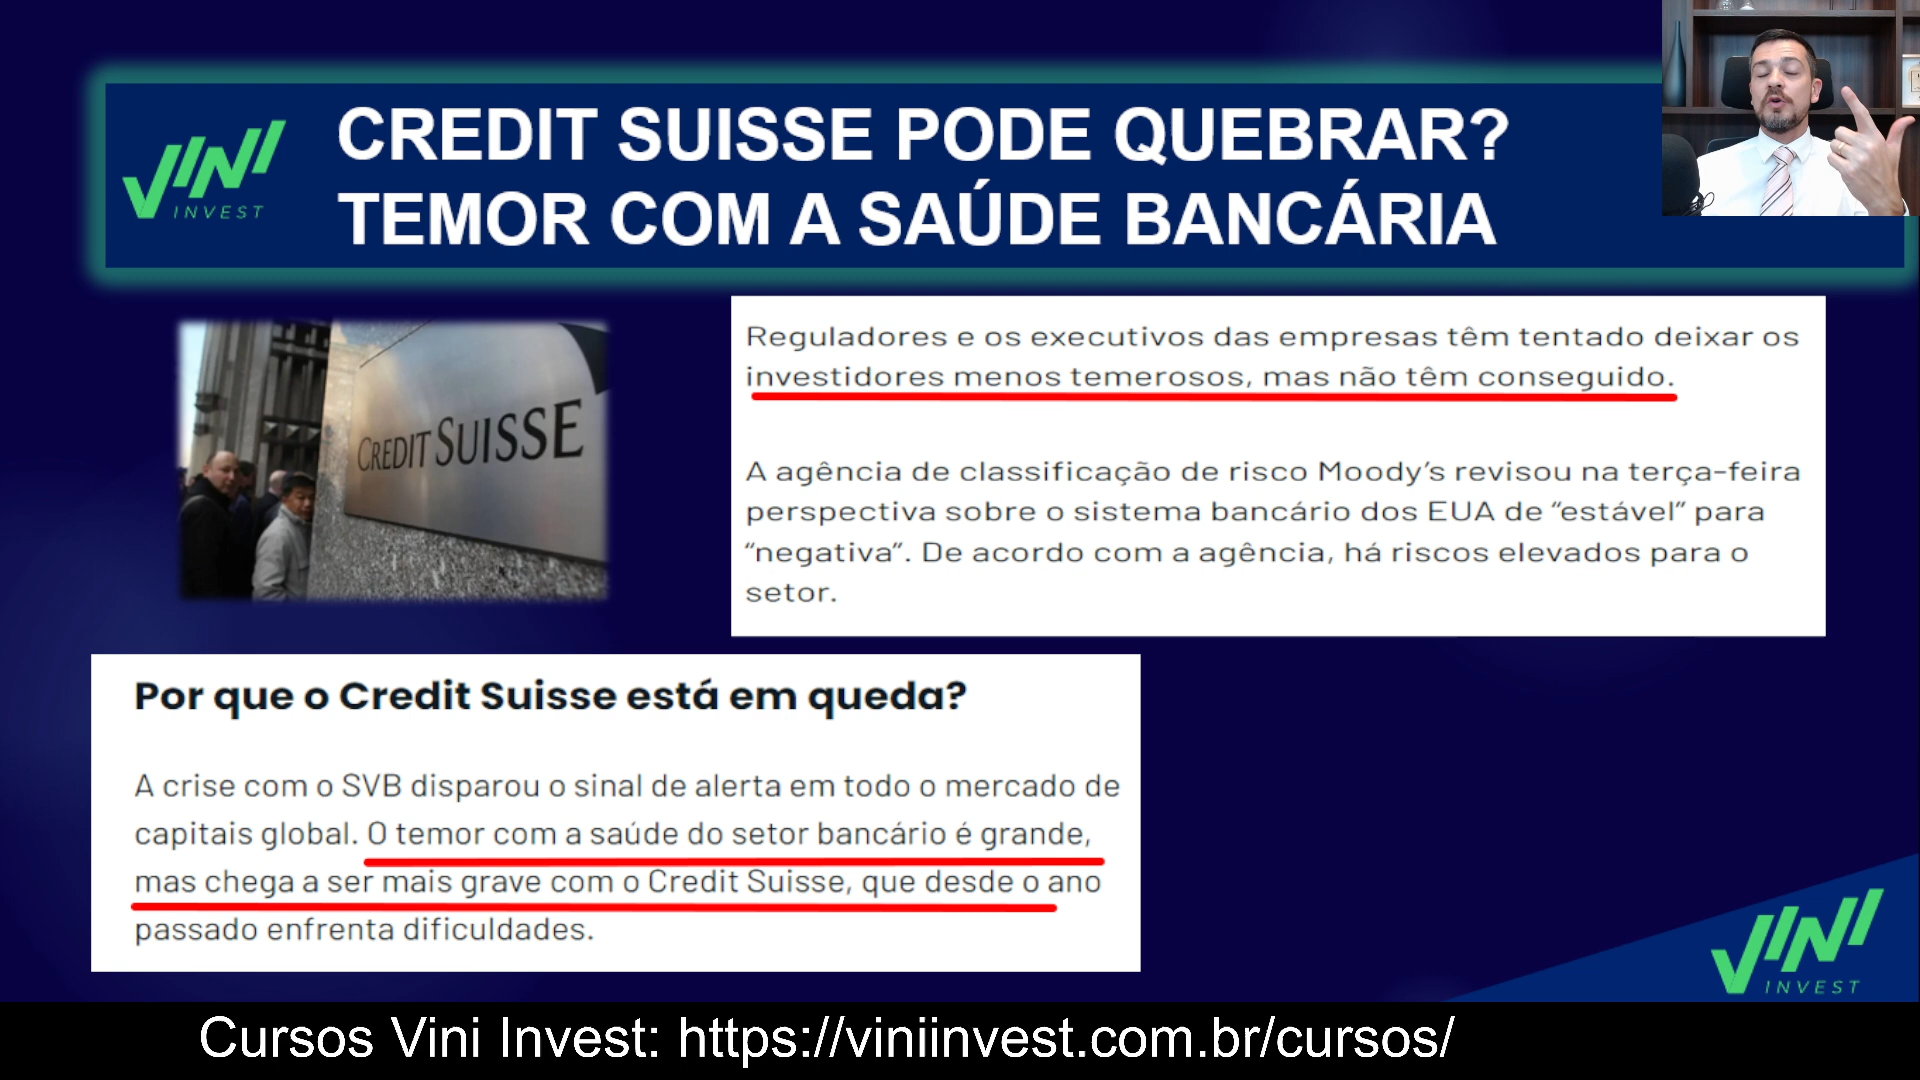 VINI
INVEST
CREDIT SUISSE PODE QUEBRAR?
TEMOR COM A SAÚDE BANCÁRIA
CREDIT SUISSE
Reguladores e os executivos das empresas têm tentado deixar os
investidores menos temerosos, mas não têm conseguido.
A agência de classificação de risco Moody’s revisou na terça-feira
perspectiva sobre o sistema bancário dos EUA de “estável” para
“negativa”. De acordo com a agência, há riscos elevados para o
setor.
Por que o Credit Suisse está em queda?
A crise com o SVB disparou o sinal de alerta em todo o mercado de
capitais global. O temor com a saúde do setor bancário é grande,
mas chega a ser mais grave com o Credit Suisse, que desde o ano
passado enfrenta dificuldades.
VINI
INVEST
Cursos Vini Invest: https://viniinvest.com.br/cursos/